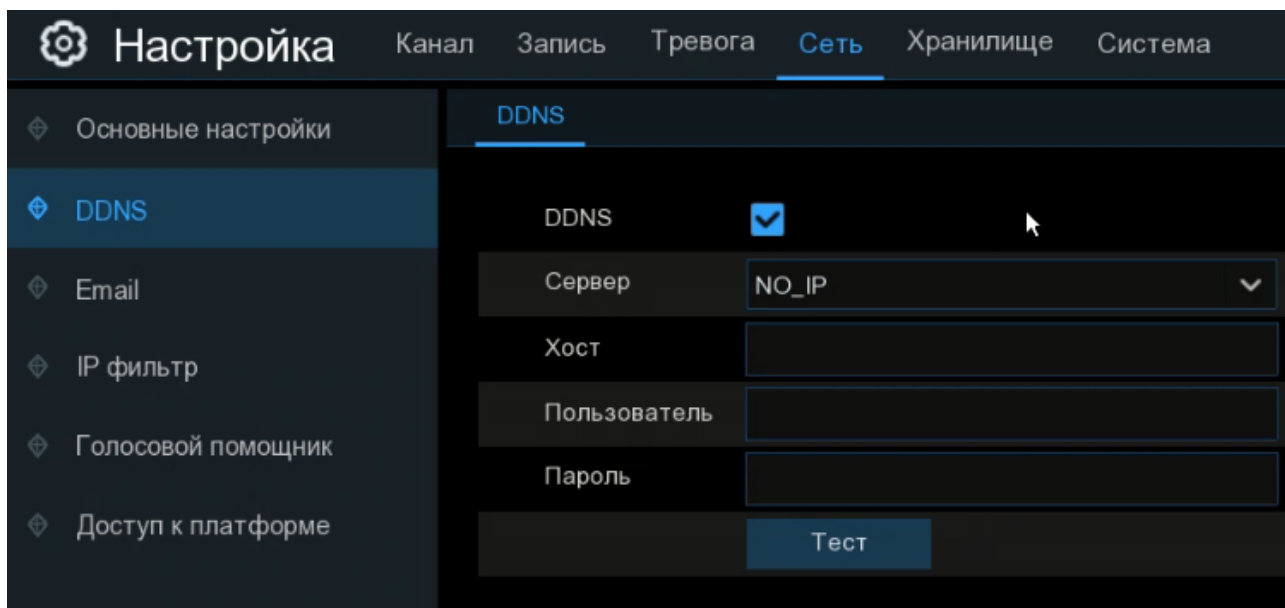 Настройка Канал Запись Тревога Сеть Хранилище Система
Основные настройки
DDNS
Email
IP фильтр
Голосовой помощник
Доступ к платформе
DDNS
DDNS
Сервер NO_IP
Хост
Пользователь
Пароль
Тест